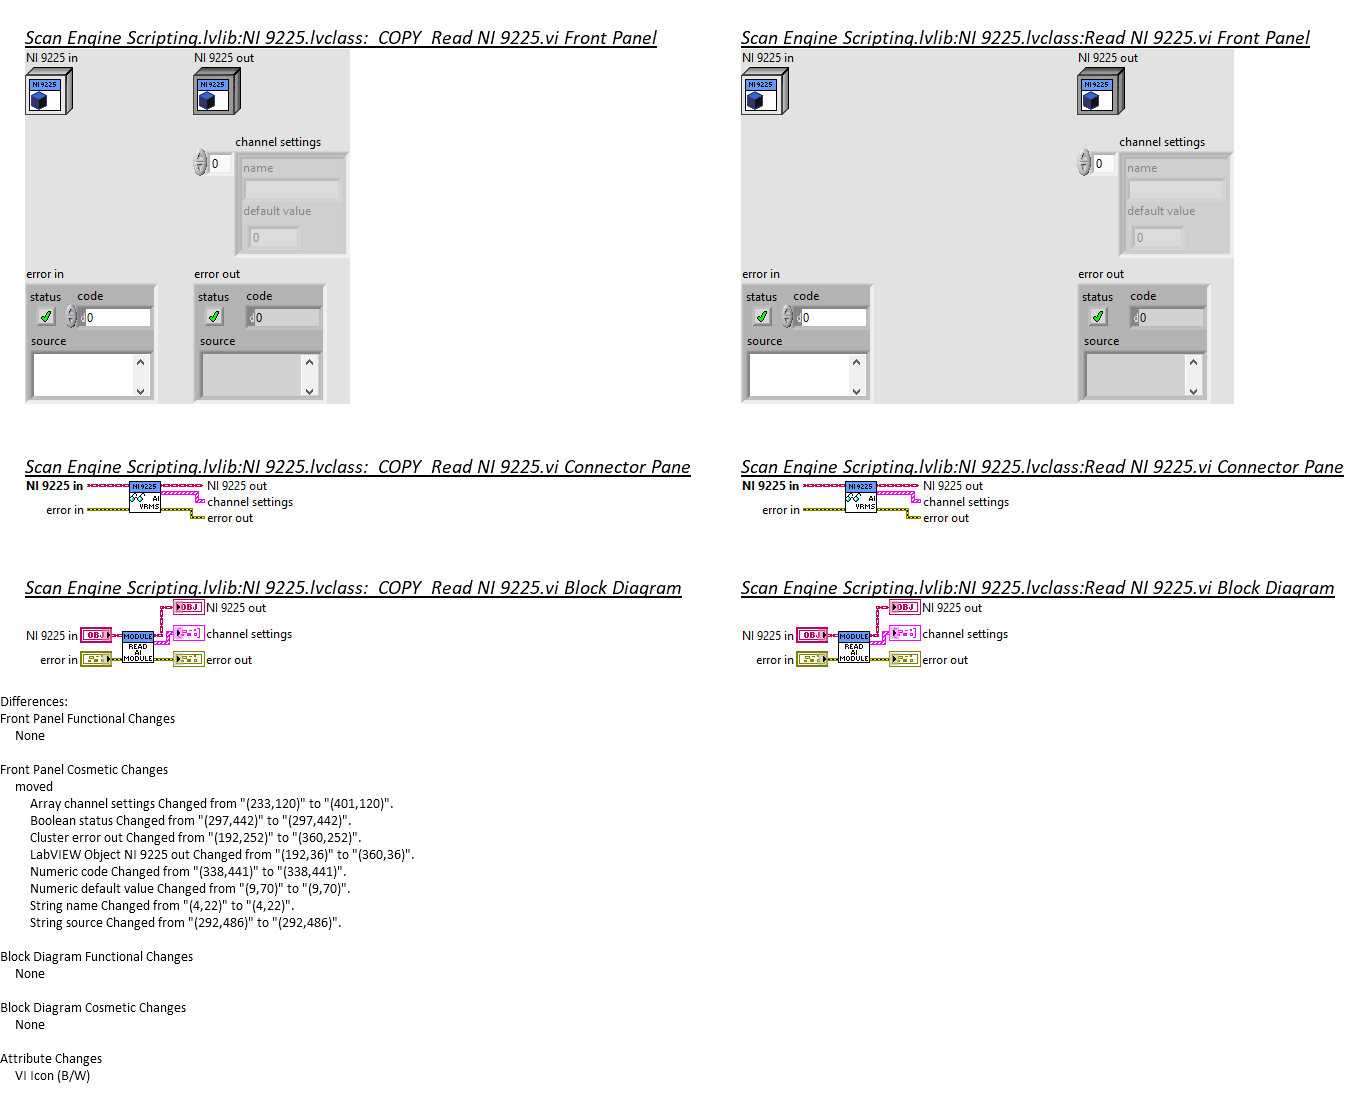 Scan Engine Scripting.lvlib:NI 9225.lvclass:_COPY_Read NI 9225.vi Front Panel
NI 9225 in
NI 9225 out
NI 9225
NI 9225
channel settings
0
name
default value
0
error in
error out
status
code
0
source
status
code
0
source
Scan Engine Scripting.lvlib:NI 9225.lvclass:Read NI 9225.vi Front Panel
NI 9225 in
NI 9225 out
NI 9225
NI 9225
channel settings
0
name
default value
0
error in
error out
status
code
0
source
status
code
0
source
Scan Engine Scripting.lvlib:NI 9225.lvclass:_COPY_Read NI 9225.vi Connector Pane
NI 9225 in
NI 9225
AI
VRMS
NI 9225 out
channel settings
error in
error out
Scan Engine Scripting.lvlib:NI 9225.lvclass:Read NI 9225.vi Connector Pane
NI 9225 in
NI 9225
AI
VRMS
NI 9225 out
channel settings
error in
error out
Scan Engine Scripting.lvlib:NI 9225.lvclass:_COPY_Read NI 9225.vi Block Diagram
OBJ
NI 9225 out
NI 9225 in
OBJ
MODULE
READ
AI
MODULE
channel settings
error in
error out
Scan Engine Scripting.lvlib:NI 9225.lvclass:Read NI 9225.vi Block Diagram
OBJ
NI 9225 out
NI 9225 in
OBJ
MODULE
READ
AI
MODULE
channel settings
error in
error out
Differences:
Front Panel Functional Changes
None
Front Panel Cosmetic Changes
moved
Array channel settings Changed from "(233,120)" to "(401,120)".
Boolean status Changed from "(297,442)" to "(297,442)".
Cluster error out Changed from "(192,252)" to "(360,252)".
LabVIEW Object NI 9225 out Changed from "(192,36)" to "(360,36)".
Numeric code Changed from "(338,441)" to "(338,441)".
Numeric default value Changed from "(9,70)" to "(9,70)".
String name Changed from "(4,22)" to "(4,22)".
String source Changed from "(292,486)" to "(292,486)".
Block Diagram Functional Changes
None
Block Diagram Cosmetic Changes
None
Attribute Changes
VI Icon (B/W)